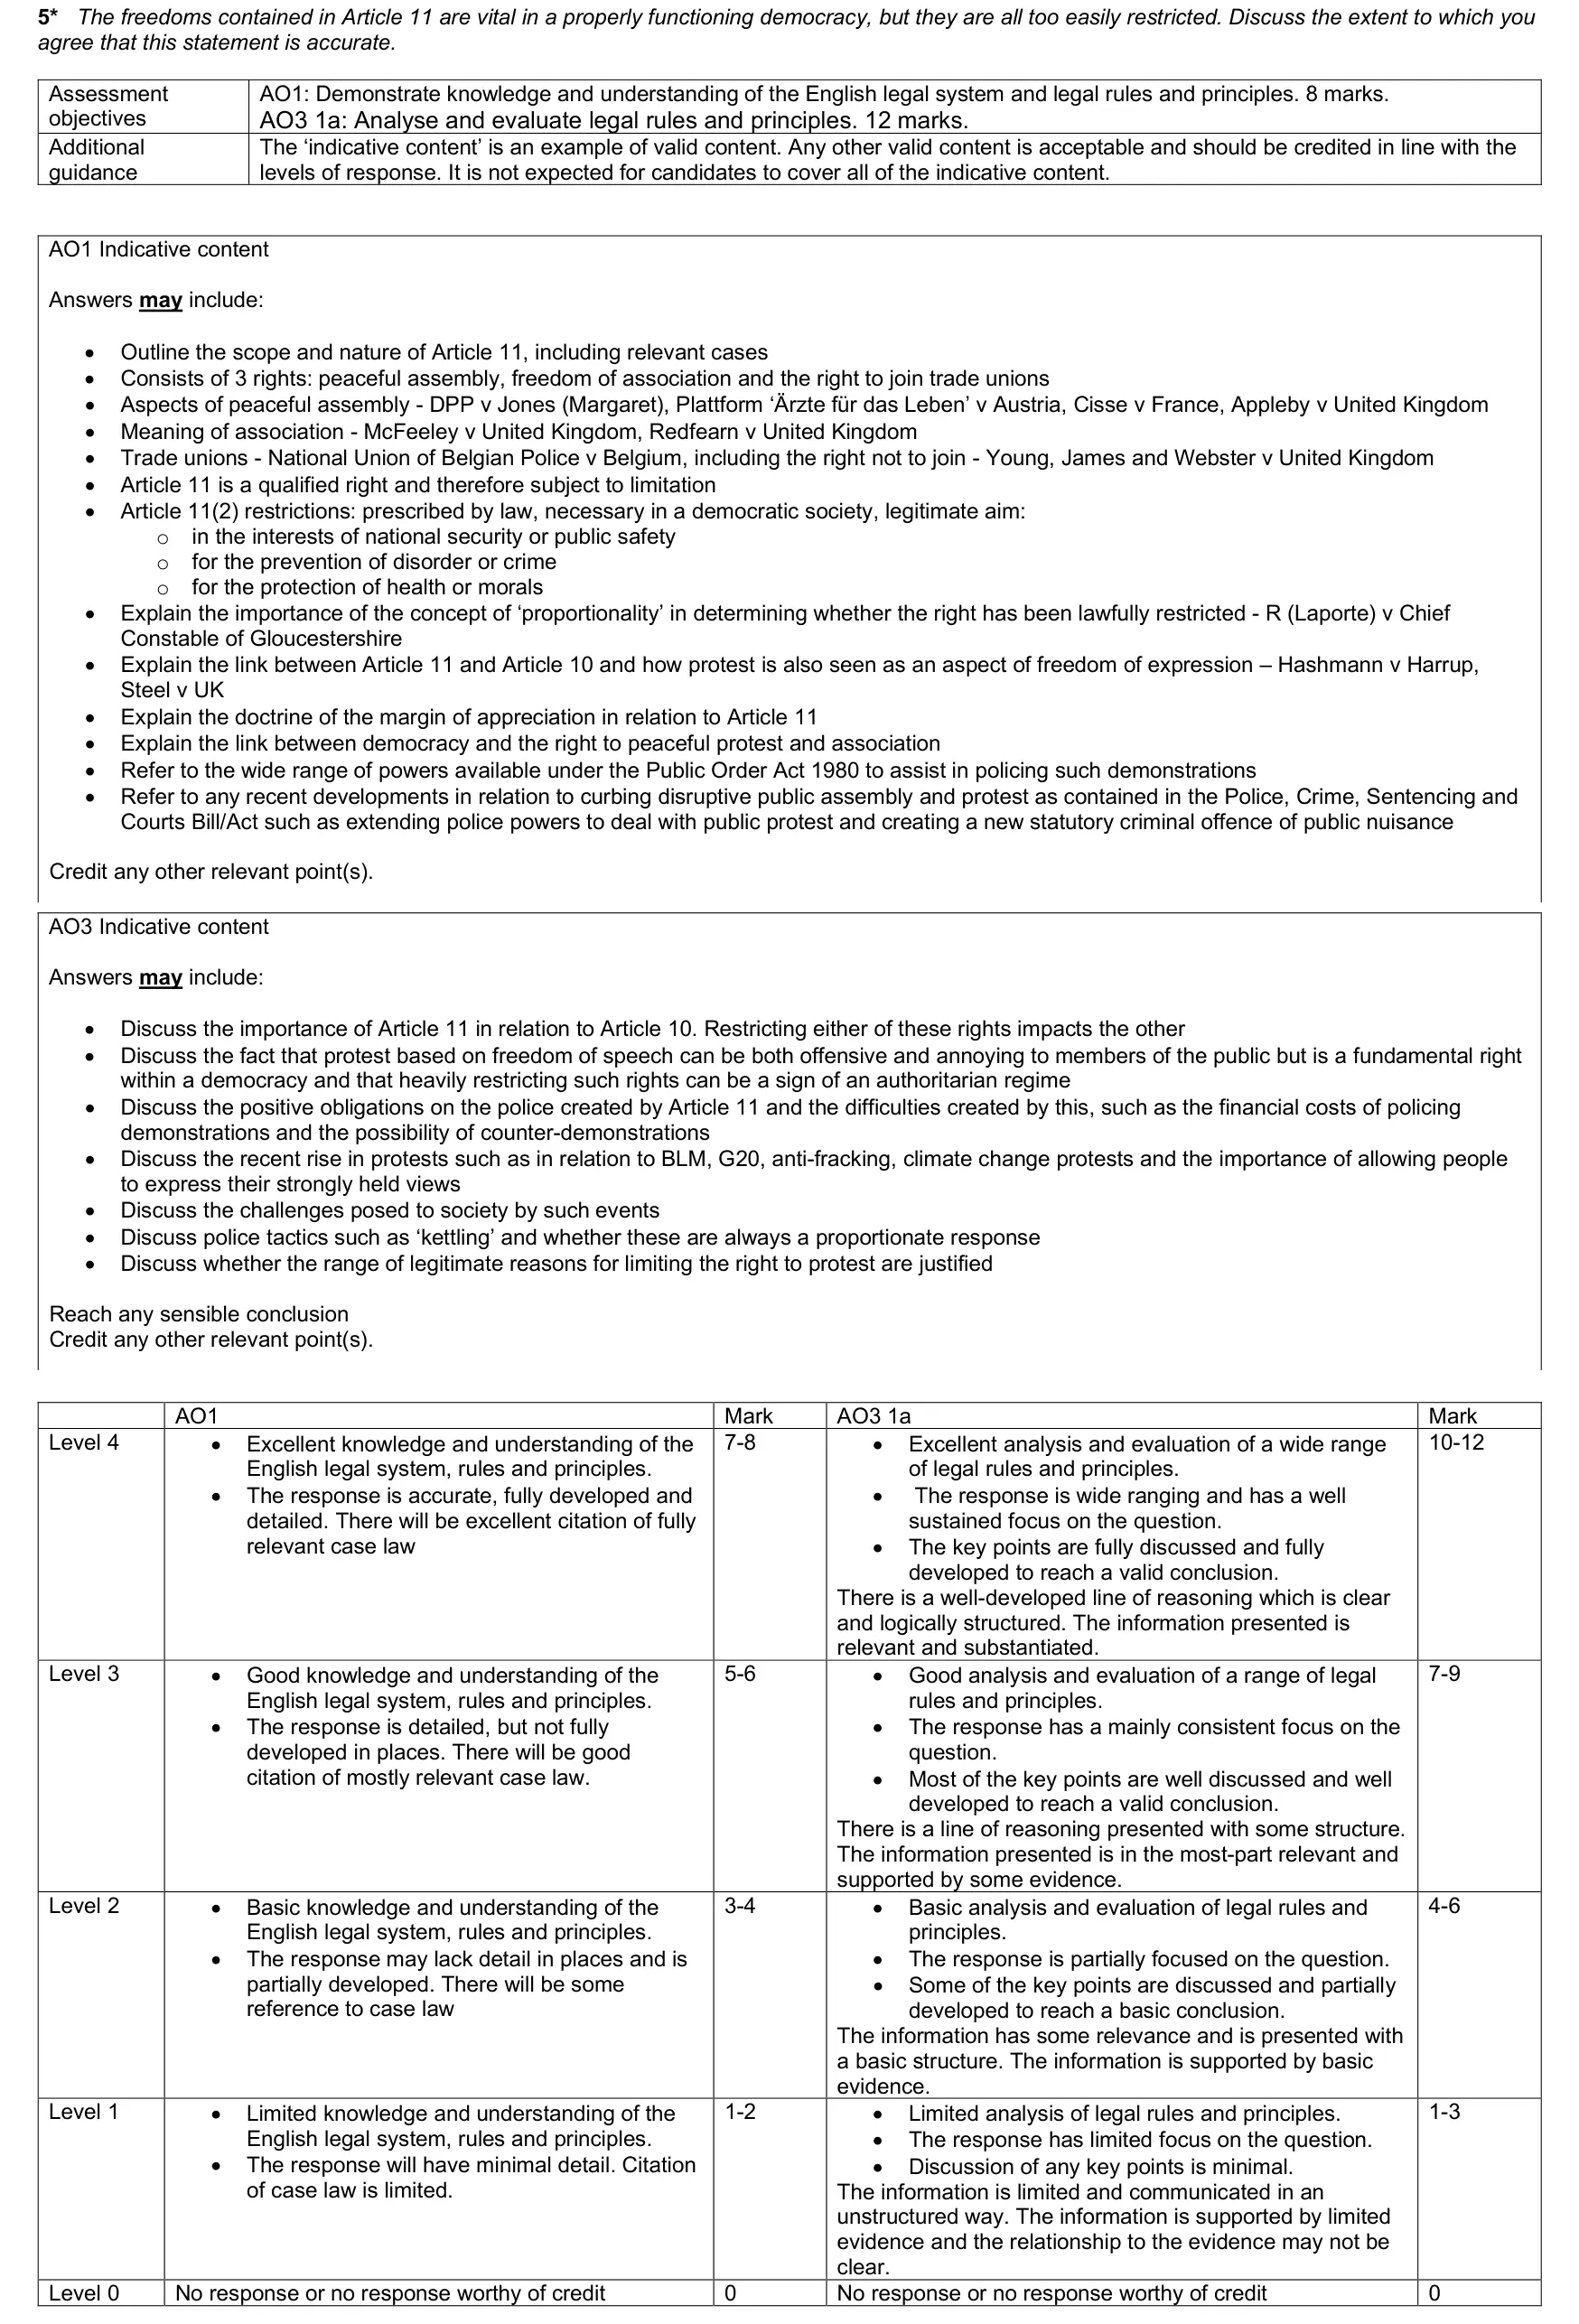 5* The freedoms contained in Article 11 are vital in a properly functioning democracy, but they are all too easily restricted. Discuss the extent to which you
agree that this statement is accurate.
Assessment
objectives
AO1: Demonstrate knowledge and understanding of the English legal system and legal rules and principles. 8 marks.
AO3 1a: Analyse and evaluate legal rules and principles. 12 marks.
Additional
guidance
The ‘indicative content’ is an example of valid content. Any other valid content is acceptable and should be credited in line with the
levels of response. It is not expected for candidates to cover all of the indicative content.
AO1 Indicative content
Answers may include:
• Outline the scope and nature of Article 11, including relevant cases
• Consists of 3 rights: peaceful assembly, freedom of association and the right to join trade unions
• Aspects of peaceful assembly - DPP v Jones (Margaret), Plattform ‘Ärzte für das Leben’ v Austria, Cisse v France, Appleby v United Kingdom
• Meaning of association - McFeeley v United Kingdom, Redfearn v United Kingdom
• Trade unions - National Union of Belgian Police v Belgium, including the right not to join - Young, James and Webster v United Kingdom
• Article 11 is a qualified right and therefore subject to limitation
• Article 11(2) restrictions: prescribed by law, necessary in a democratic society, legitimate aim:
o in the interests of national security or public safety
o for the prevention of disorder or crime
o for the protection of health or morals
• Explain the importance of the concept of ‘proportionality’ in determining whether the right has been lawfully restricted - R (Laporte) v Chief
Constable of Gloucestershire
• Explain the link between Article 11 and Article 10 and how protest is also seen as an aspect of freedom of expression – Hashmann v Harrup,
Steel v UK
• Explain the doctrine of the margin of appreciation in relation to Article 11
• Explain the link between democracy and the right to peaceful protest and association
• Refer to the wide range of powers available under the Public Order Act 1980 to assist in policing such demonstrations
• Refer to any recent developments in relation to curbing disruptive public assembly and protest as contained in the Police, Crime, Sentencing and
Courts Bill/Act such as extending police powers to deal with public protest and creating a new statutory criminal offence of public nuisance
Credit any other relevant point(s).
AO3 Indicative content
Answers may include:
• Discuss the importance of Article 11 in relation to Article 10. Restricting either of these rights impacts the other
• Discuss the fact that protest based on freedom of speech can be both offensive and annoying to members of the public but is a fundamental right
within a democracy and that heavily restricting such rights can be a sign of an authoritarian regime
• Discuss the positive obligations on the police created by Article 11 and the difficulties created by this, such as the financial costs of policing
demonstrations and the possibility of counter-demonstrations
• Discuss the recent rise in protests such as in relation to BLM, G20, anti-fracking, climate change protests and the importance of allowing people
to express their strongly held views
• Discuss the challenges posed to society by such events
• Discuss police tactics such as ‘kettling’ and whether these are always a proportionate response
• Discuss whether the range of legitimate reasons for limiting the right to protest are justified
Reach any sensible conclusion
Credit any other relevant point(s).
AO1
Mark
AO3 1a
Mark
Level 4
• Excellent knowledge and understanding of the
English legal system, rules and principles.
• The response is accurate, fully developed and
detailed. There will be excellent citation of fully
relevant case law
7-8
• Excellent analysis and evaluation of a wide range
of legal rules and principles.
• The response is wide ranging and has a well
sustained focus on the question.
• The key points are fully discussed and fully
developed to reach a valid conclusion.
There is a well-developed line of reasoning which is clear
and logically structured. The information presented is
relevant and substantiated.
10-12
Level 3
• Good knowledge and understanding of the
English legal system, rules and principles.
• The response is detailed, but not fully
developed in places. There will be good
citation of mostly relevant case law.
5-6
• Good analysis and evaluation of a range of legal
rules and principles.
• The response has a mainly consistent focus on the
question.
• Most of the key points are well discussed and well
developed to reach a valid conclusion.
There is a line of reasoning presented with some structure.
The information presented is in the most-part relevant and
supported by some evidence.
7-9
Level 2
• Basic knowledge and understanding of the
English legal system, rules and principles.
• The response may lack detail in places and is
partially developed. There will be some
reference to case law
3-4
• Basic analysis and evaluation of legal rules and
principles.
• The response is partially focused on the question.
• Some of the key points are discussed and partially
developed to reach a basic conclusion.
The information has some relevance and is presented with
a basic structure. The information is supported by basic
evidence.
4-6
Level 1
• Limited knowledge and understanding of the
English legal system, rules and principles.
• The response will have minimal detail. Citation
of case law is limited.
1-2
• Limited analysis of legal rules and principles.
• The response has limited focus on the question.
• Discussion of any key points is minimal.
The information is limited and communicated in an
unstructured way. The information is supported by limited
evidence and the relationship to the evidence may not be
clear.
1-3
Level 0
No response or no response worthy of credit
0
No response or no response worthy of credit
0